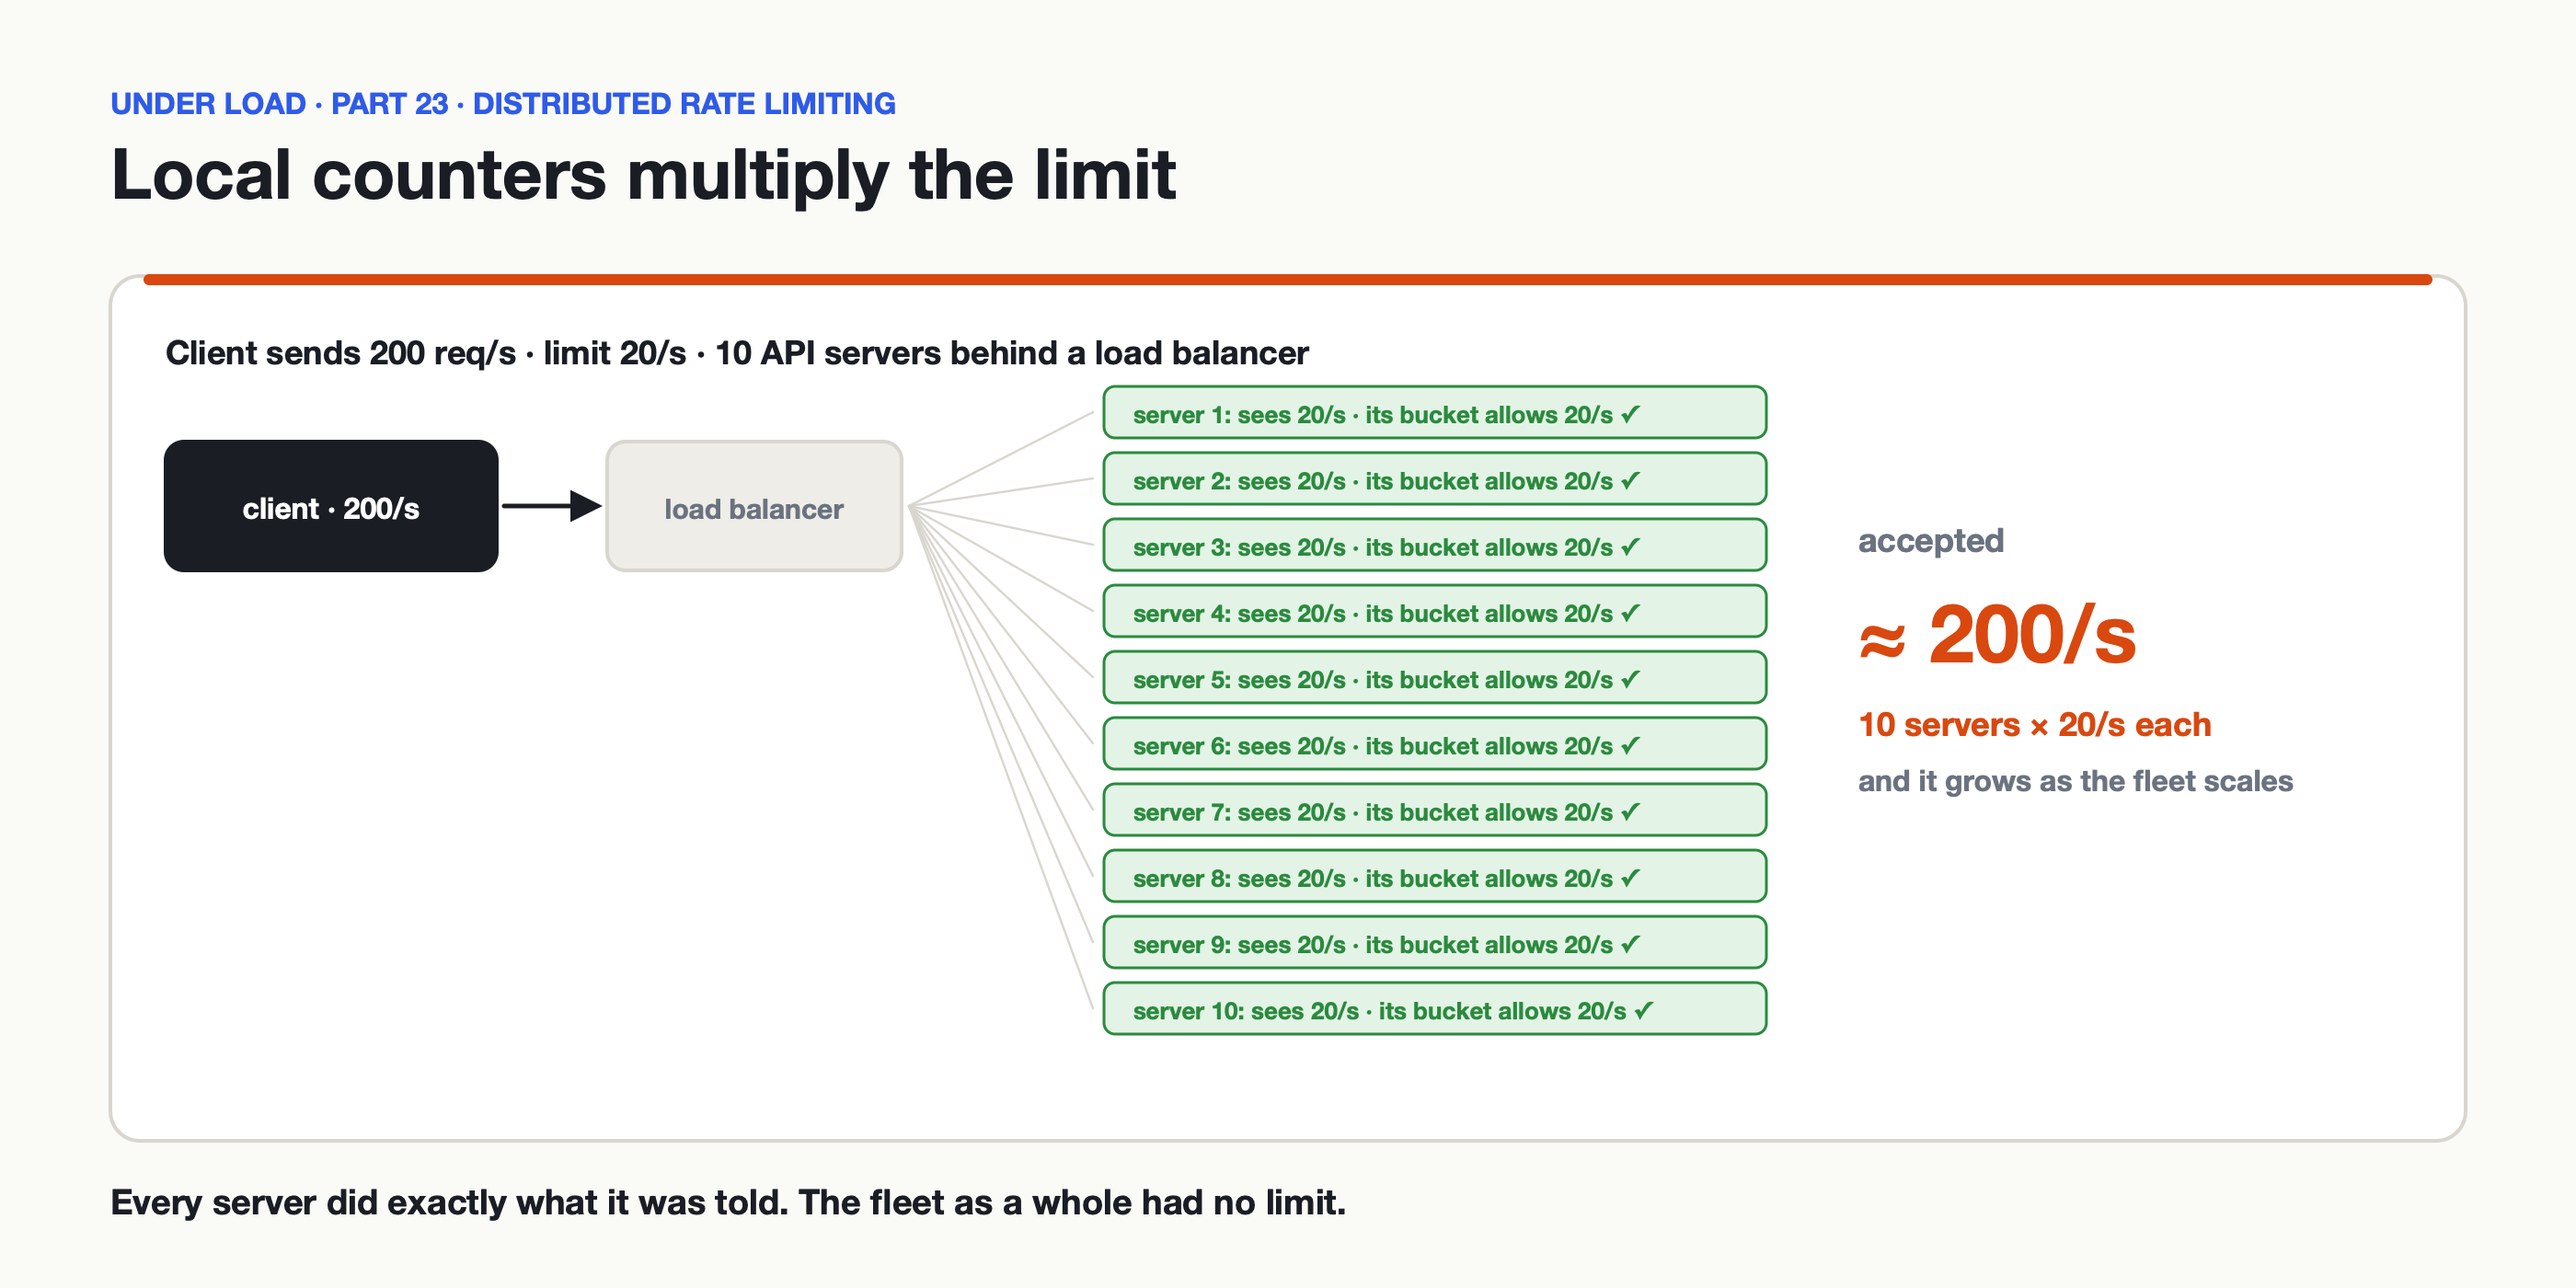 UNDER LOAD · PART 23 · DISTRIBUTED RATE LIMITING
Local counters multiply the limit
Client sends 200 req/s · limit 20/s · 10 API servers behind a load balancer
client · 200/s
load balancer
server 1: sees 20/s · its bucket allows 20/s ✓
server 2: sees 20/s · its bucket allows 20/s ✓
server 3: sees 20/s · its bucket allows 20/s ✓
server 4: sees 20/s · its bucket allows 20/s ✓
server 5: sees 20/s · its bucket allows 20/s ✓
server 6: sees 20/s · its bucket allows 20/s ✓
server 7: sees 20/s · its bucket allows 20/s ✓
server 8: sees 20/s · its bucket allows 20/s ✓
server 9: sees 20/s · its bucket allows 20/s ✓
server 10: sees 20/s · its bucket allows 20/s ✓
accepted
≈ 200/s
10 servers × 20/s each
and it grows as the fleet scales
Every server did exactly what it was told. The fleet as a whole had no limit.